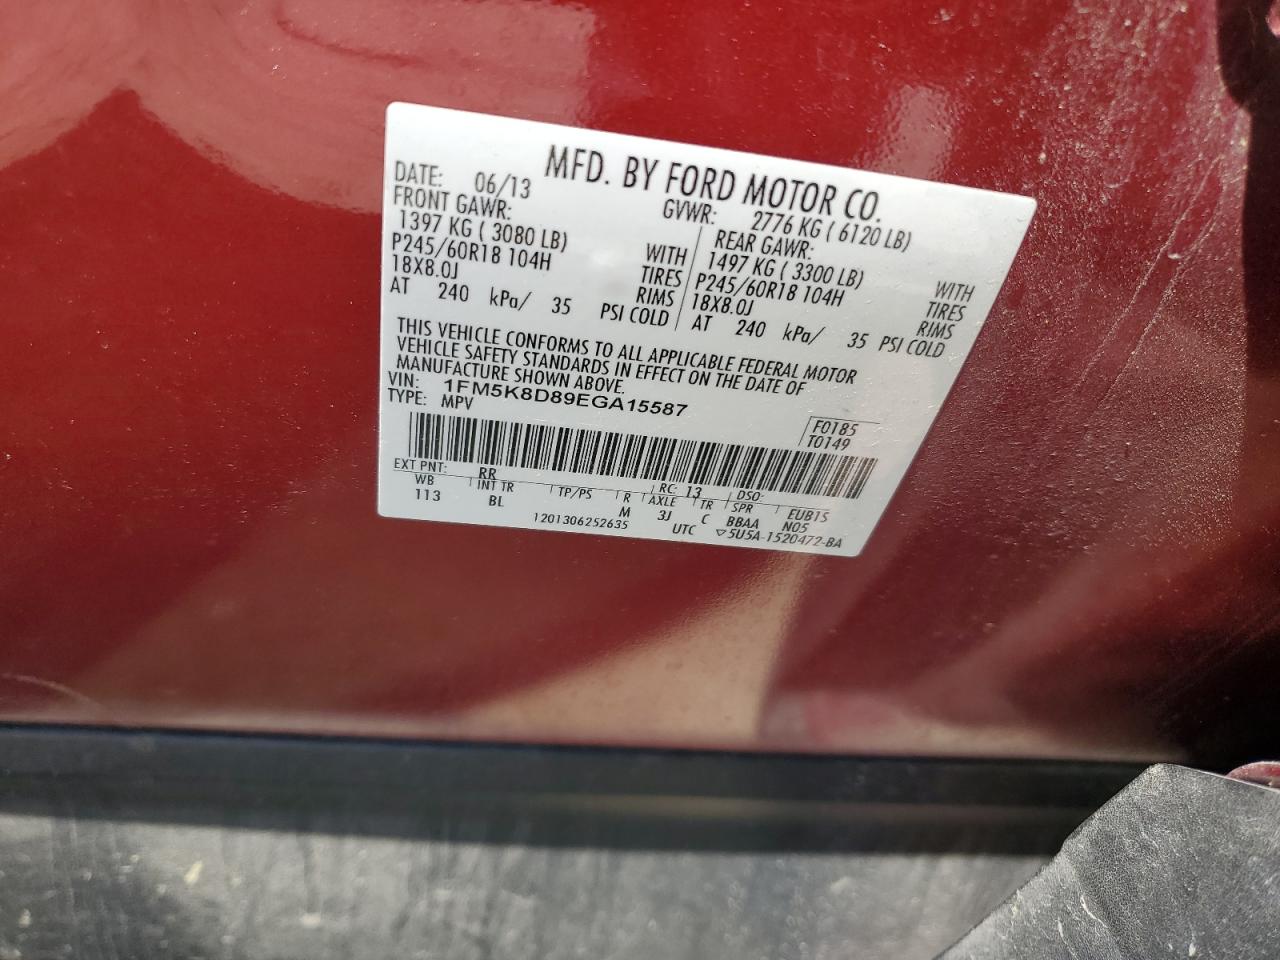 MFD. BY FORD MOTOR CO.
DATE: 06/13 GVWR: 2776 KG ( 6120 LB)
FRONT GAWR: REAR GAWR:
1397 KG ( 3080 LB) WITH 1497 KG ( 3300 LB) WITH
P245/60R18 104H TIRES P245/60R18 104H TIRES
18X8.0J RIMS 18X8.0J RIMS
AT 240 kPa/ 35 PSI COLD AT 240 kPa/ 35 PSI COLD
THIS VEHICLE CONFORMS TO ALL APPLICABLE FEDERAL MOTOR
VEHICLE SAFETY STANDARDS IN EFFECT ON THE DATE OF
MANUFACTURE SHOWN ABOVE.
VIN: 1FM5K8D89EGA15587
TYPE: MPV
F0185
T0149
EXT PNT: RR RC: 13 DSO:
WB INT TR TP/PS R AXLE TR SPR EUB1S
113 BL M 3J C BBAA N05
1201306252635 UTC ▽5U5A-1520472-BA